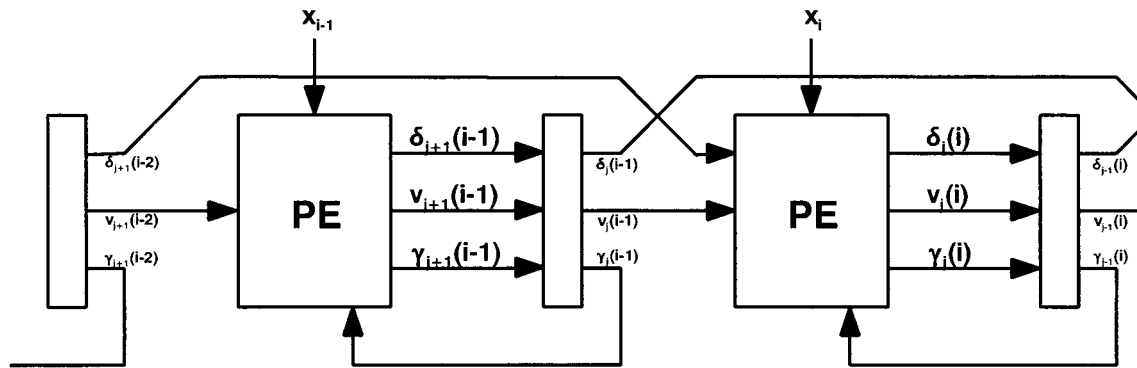 x_{i-1} x_i
δ_{j+1}(i-2)
v_{j+1}(i-2)
γ_{j+1}(i-2)
PE
δ_{j+1}(i-1)
v_{j+1}(i-1)
γ_{j+1}(i-1)
δ_j(i-1)
v_j(i-1)
γ_j(i-1)
PE
δ_j(i)
v_j(i)
γ_j(i)
δ_{j-1}(i)
v_{j-1}(i)
γ_{j-1}(i)